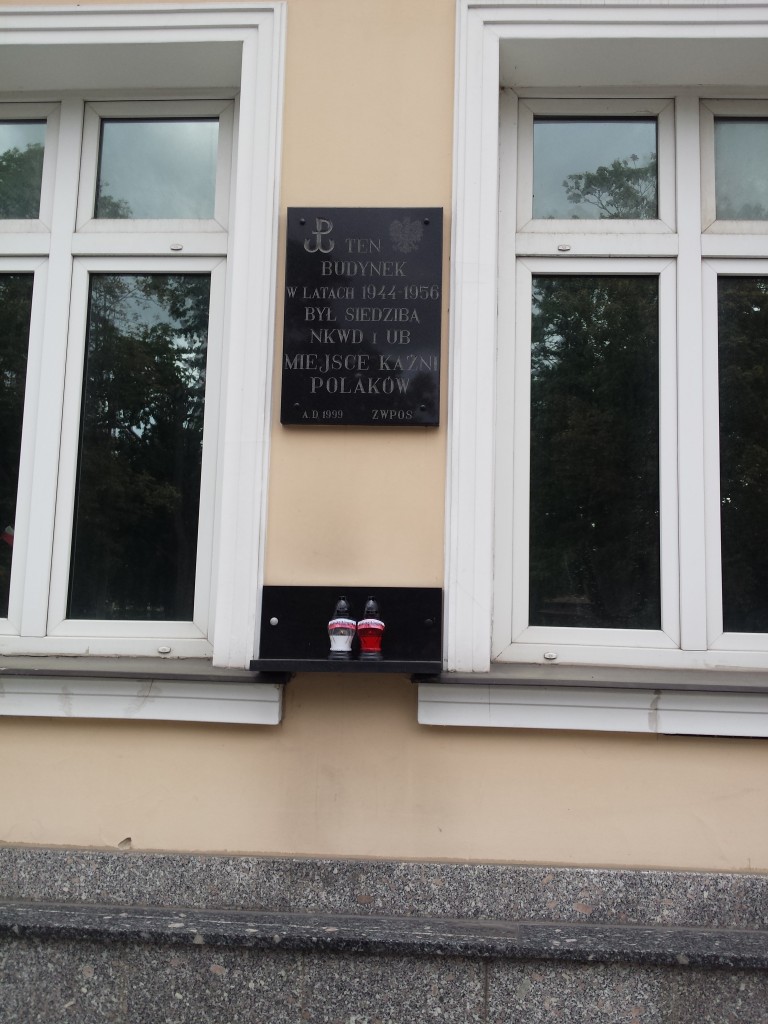 TEN
BUDYNEK
W LATACH 1944-1956
BYŁ SIEDZIBĄ
NKWD I UB
MIEJSCE KAŹNI
POLAKÓW
A.D. 1999 ZWPOS